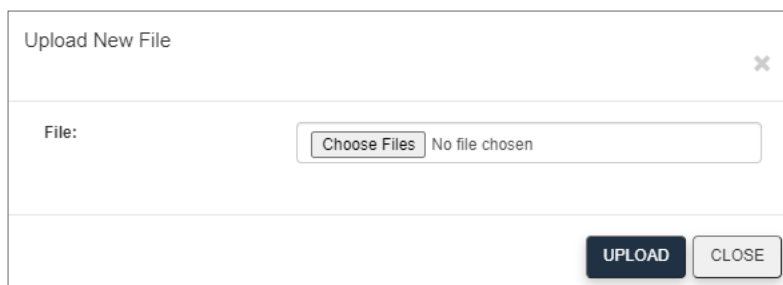 Upload New File
×
File:
Choose Files No file chosen
UPLOAD CLOSE